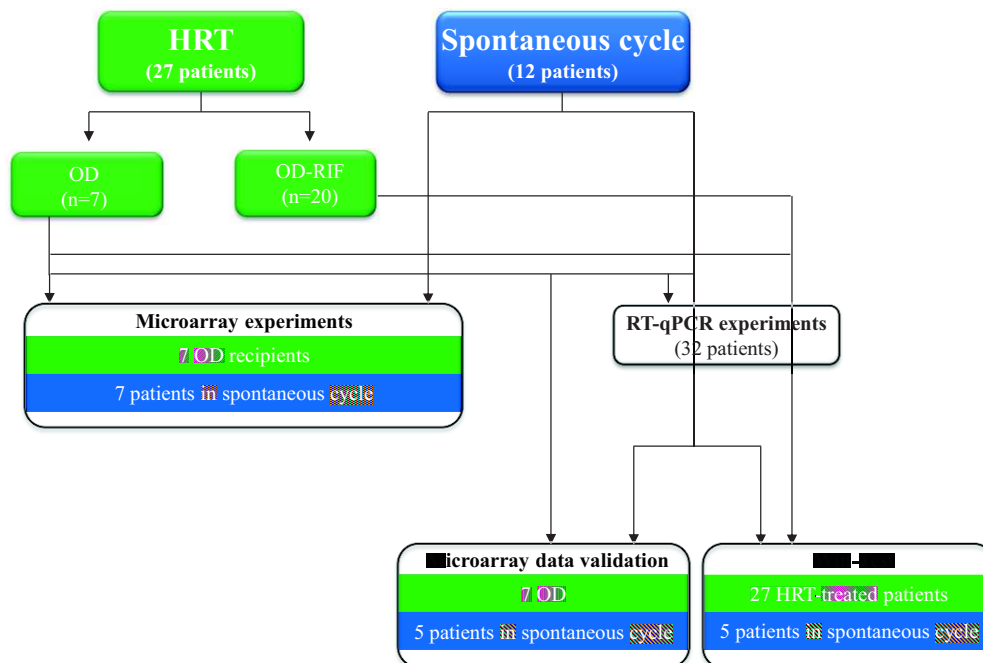 HRT
(27 patients)
Spontaneous cycle
(12 patients)
OD
(n=7)
OD-RIF
(n=20)
Microarray experiments
7 OD recipients
7 patients in spontaneous cycle
RT-qPCR experiments
(32 patients)
Microarray data validation
7 OD
5 patients in spontaneous cycle
27 HRT-treated patients
5 patients in spontaneous cycle